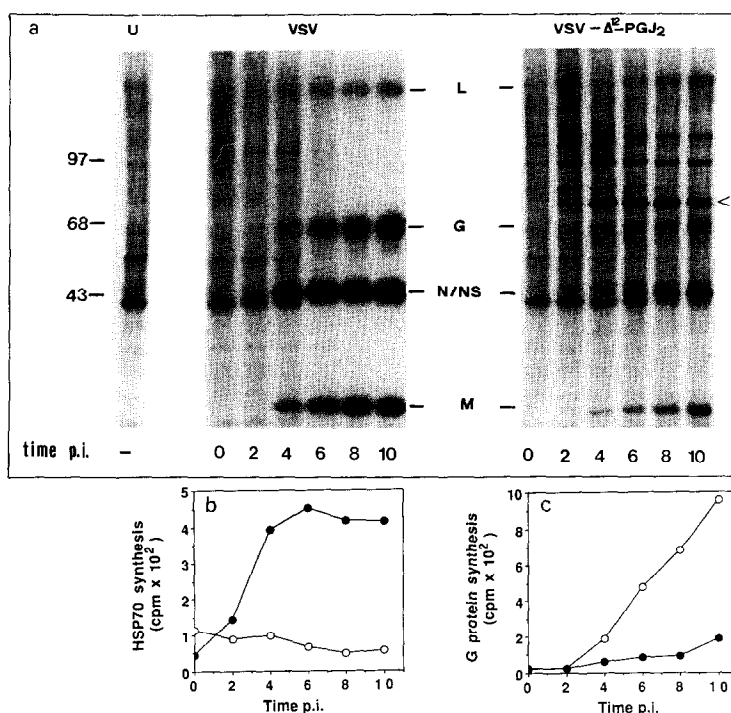 a U VSV VSV – Δ¹²–PGJ₂
L
97
<
68
G
43
N/NS
M
time p.i. – 0 2 4 6 8 10 0 2 4 6 8 10
b
HSP70 synthesis
(cpm x 10²)
5
4
3
2
1
0
0 2 4 6 8 10
Time p.i.
c
G protein synthesis
(cpm x 10²)
10
8
6
4
2
0
0 2 4 6 8 10
Time p.i.